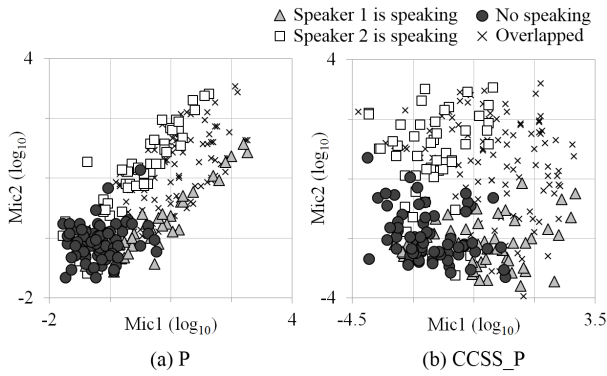 Speaker 1 is speaking
No speaking
Speaker 2 is speaking
Overlapped
4
Mic2 (log10)
-2
-2
Mic1 (log10)
4
(a) P
4
Mic2 (log10)
-4
-4.5
Mic1 (log10)
3.5
(b) CCSS_P